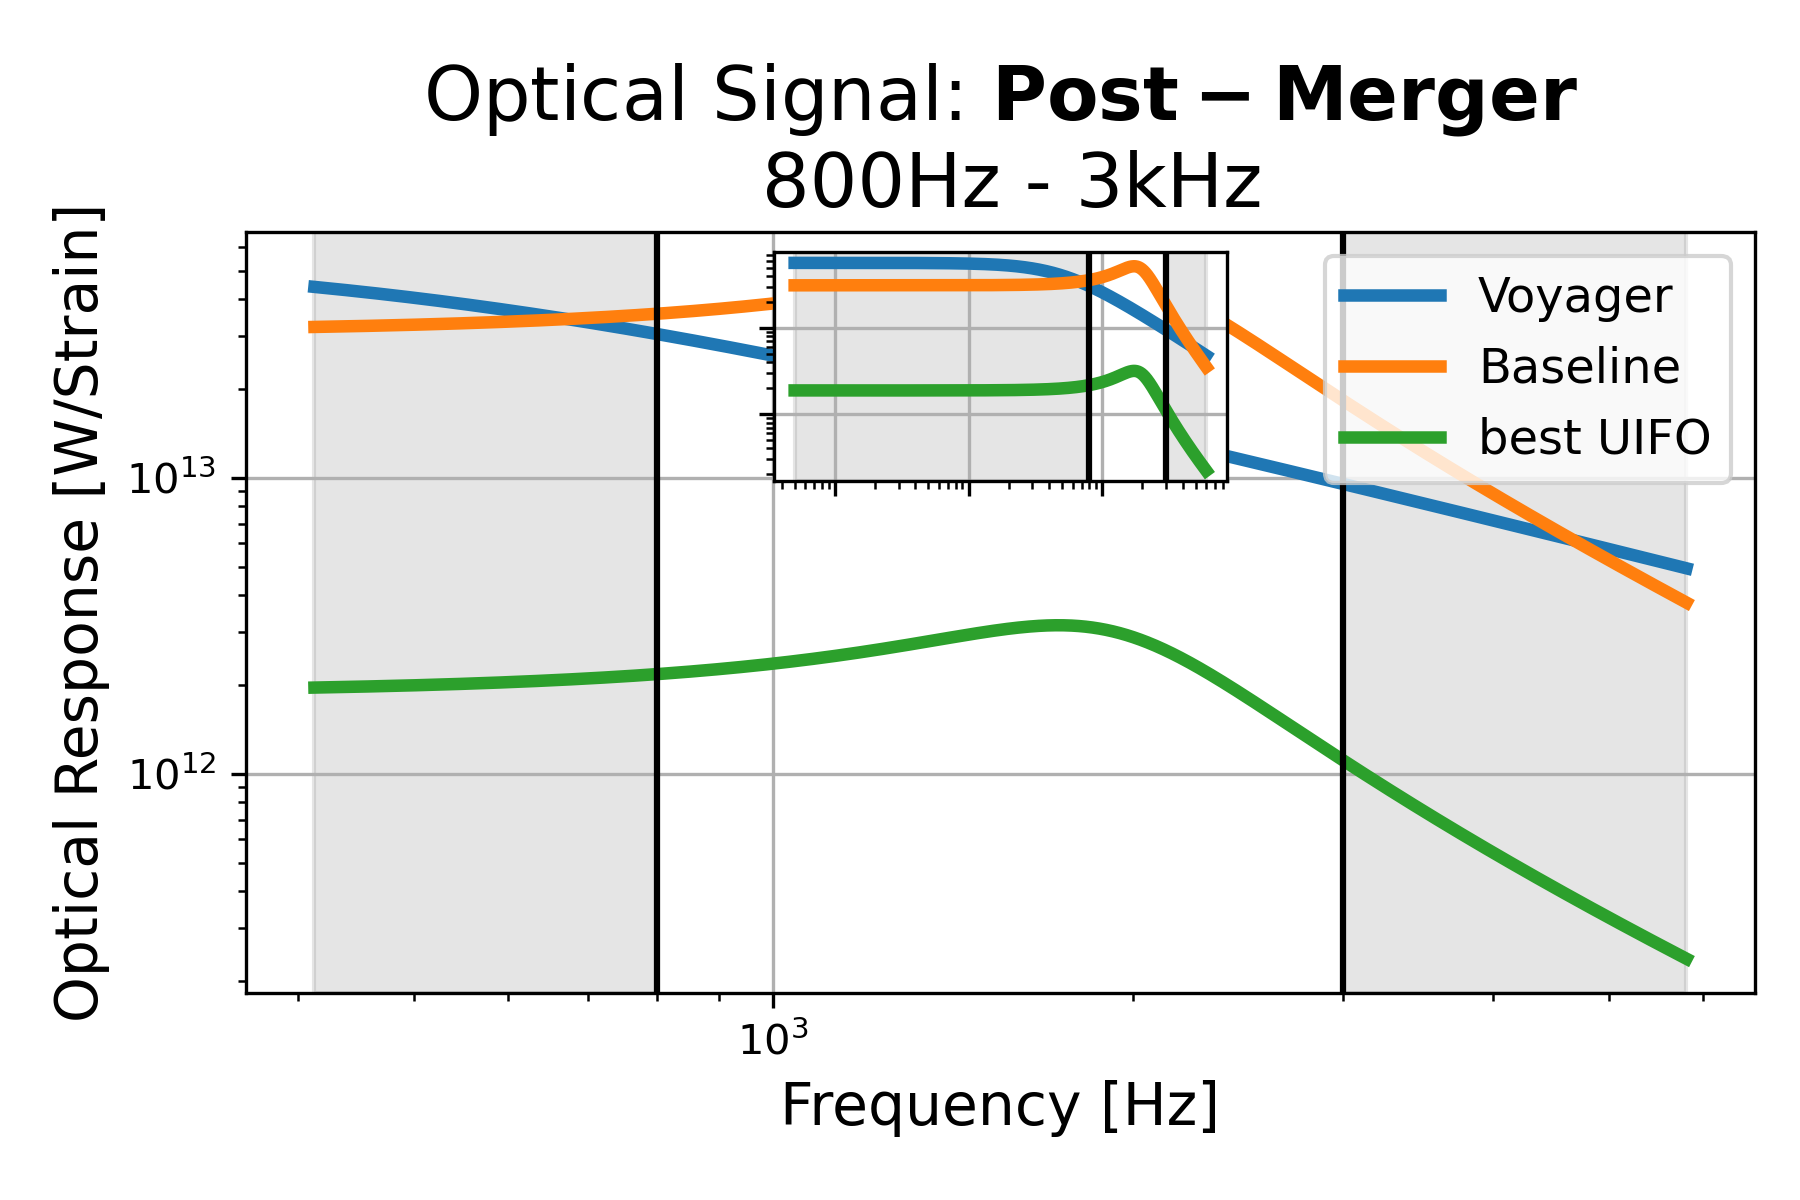 Optical Signal: Post − Merger
800Hz - 3kHz
Optical Response [W/Strain]
10¹³
10¹²
Voyager
Baseline
best UIFO
10³
Frequency [Hz]